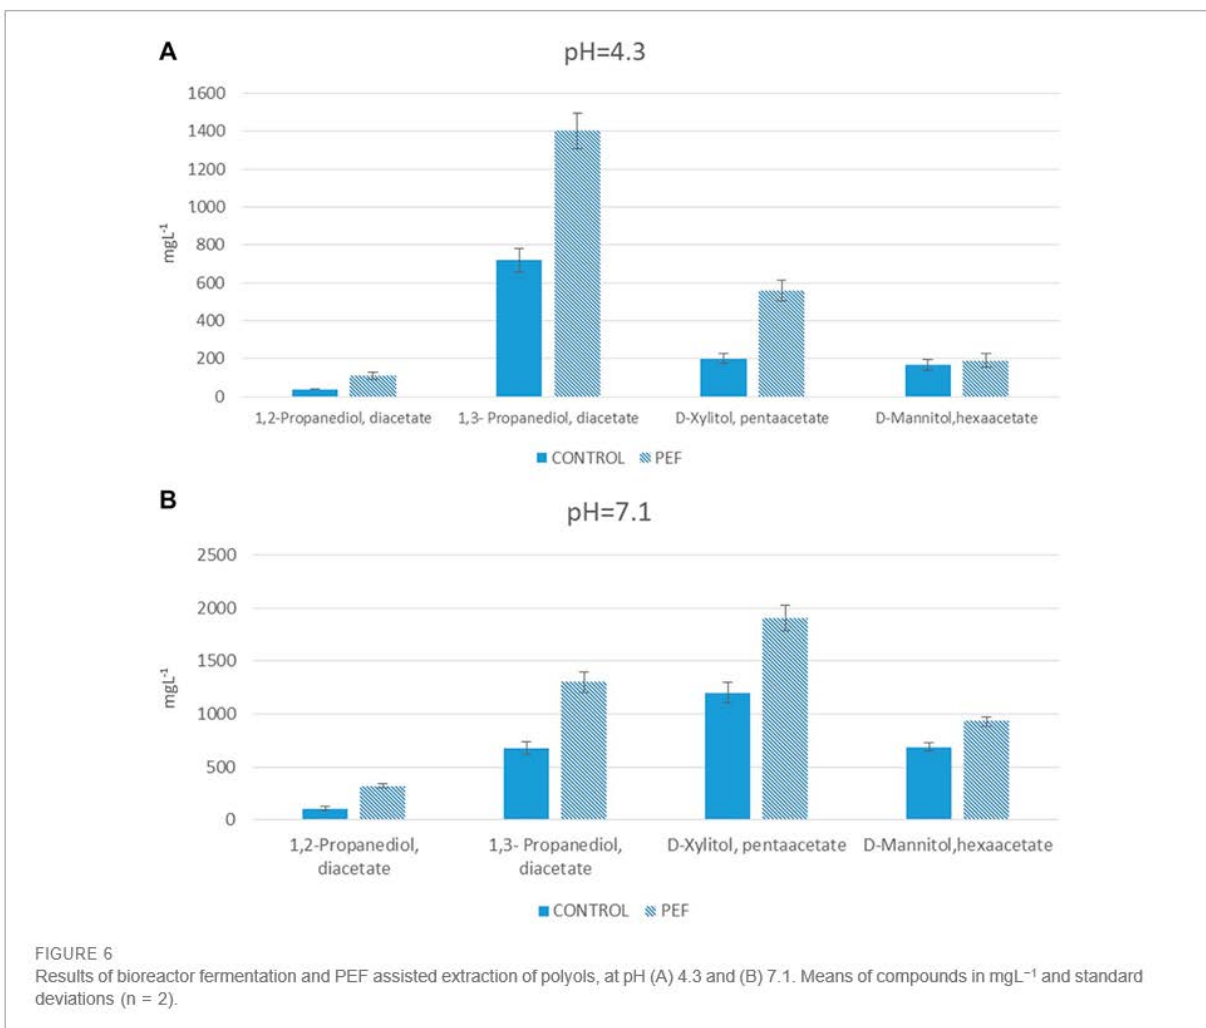 A
pH=4.3
1600
1400
1200
1000
800
600
400
200
0
mgL⁻¹
1,2-Propanediol, diacetate 1,3- Propanediol, diacetate D-Xylitol, pentaacetate D-Mannitol,hexaacetate
CONTROL PEF
B
pH=7.1
2500
2000
1500
1000
500
0
mgL⁻¹
1,2-Propanediol, 1,3- Propanediol, D-Xylitol, pentaacetate D-Mannitol,hexaacetate
diacetate diacetate
CONTROL PEF
FIGURE 6
Results of bioreactor fermentation and PEF assisted extraction of polyols, at pH (A) 4.3 and (B) 7.1. Means of compounds in mgL⁻¹ and standard
deviations (n = 2).